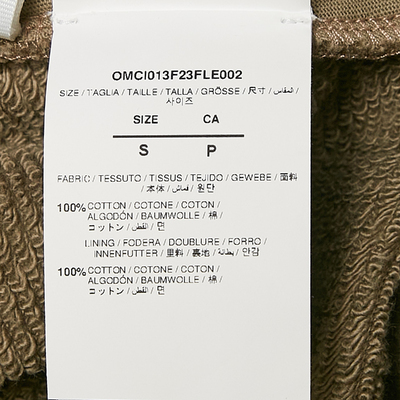 OMCI013F23FLE002
SIZE / TAGLIA / TAILLE / TALLA / GRÖSSE / 尺寸 / المقاس /
사이즈
SIZE CA
S P
FABRIC / TESSUTO / TISSUS / TEJIDO / GEWEBE / 面料
/ 本体 / قماش / 원단
100% COTTON / COTONE / COTON /
ALGODÓN / BAUMWOLLE / 棉 /
コットン / القطن / 면
LINING / FODERA / DOUBLURE / FORRO /
INNENFUTTER / 里料 / 裏地 / بطانة / 안감
100% COTTON / COTONE / COTON /
ALGODÓN / BAUMWOLLE / 棉 /
コットン / القطن / 면